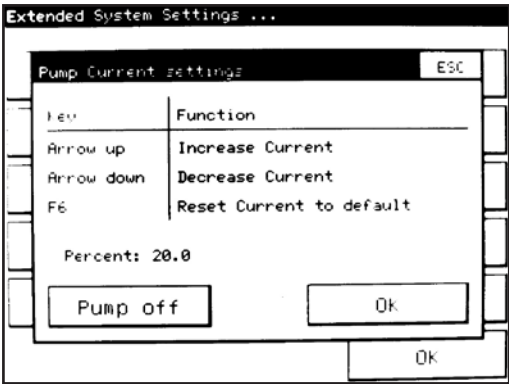 Extended System Settings ...
Pump Current settings
ESC
Key Function
Arrow up Increase Current
Arrow down Decrease Current
F6 Reset Current to default
Percent: 20.0
Pump off Ok
Ok